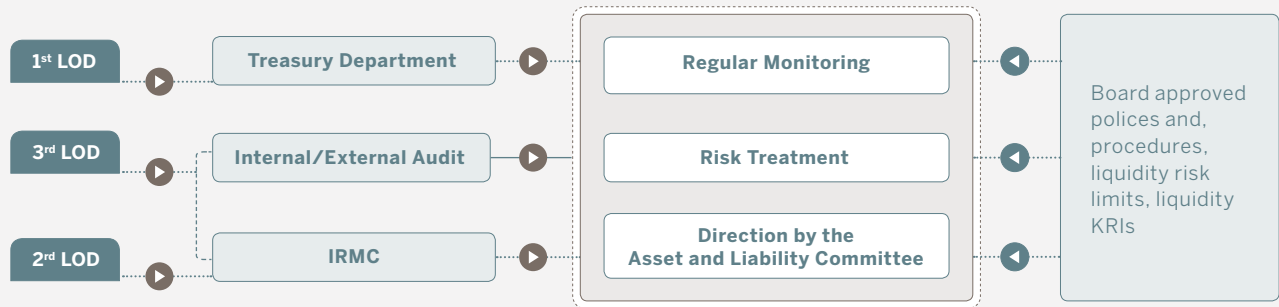 1st LOD
Treasury Department
Regular Monitoring
3rd LOD
Internal/External Audit
Risk Treatment
2rd LOD
IRMC
Direction by the
Asset and Liability Committee
Board approved
polices and,
procedures,
liquidity risk
limits, liquidity
KRIs